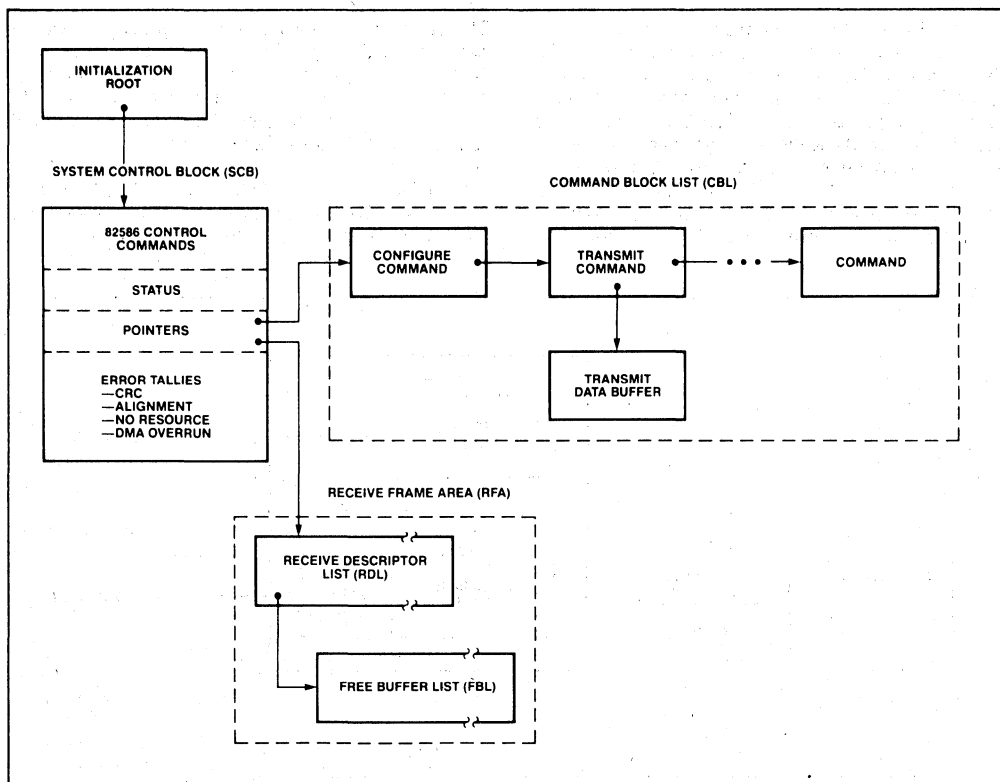 INITIALIZATION
ROOT
SYSTEM CONTROL BLOCK (SCB)
82586 CONTROL
COMMANDS
STATUS
POINTERS
ERROR TALLIES
—CRC
—ALIGNMENT
—NO RESOURCE
—DMA OVERRUN
COMMAND BLOCK LIST (CBL)
CONFIGURE
COMMAND
TRANSMIT
COMMAND
• • •
COMMAND
TRANSMIT
DATA BUFFER
RECEIVE FRAME AREA (RFA)
RECEIVE DESCRIPTOR
LIST (RDL)
FREE BUFFER LIST (FBL)